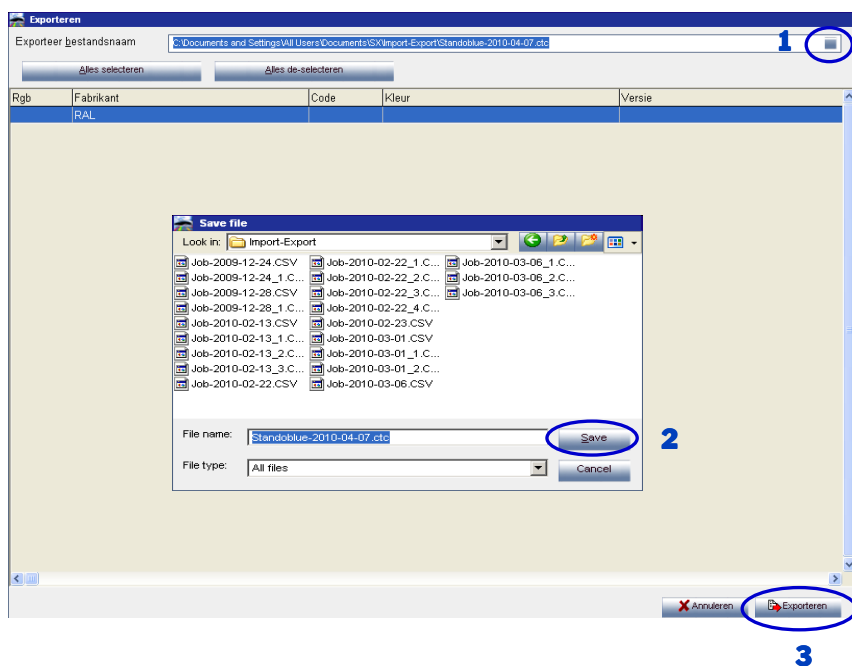 Exporteren
Exporteer bestandsnaam C:\Documents and Settings\All Users\Documents\SX\Import-Export\Standoblue-2010-04-07.ctc 1
Alles selecteren Alles de-selecteren
Rgb Fabrikant Code Kleur Versie
RAL
Save file
Look in: Import-Export
Job-2009-12-24.CSV Job-2010-02-22_1.C... Job-2010-03-06_1.C...
Job-2009-12-24_1.C... Job-2010-02-22_2.C... Job-2010-03-06_2.C...
Job-2009-12-28.CSV Job-2010-02-22_3.C... Job-2010-03-06_3.C...
Job-2009-12-28_1.C... Job-2010-02-22_4.C...
Job-2010-02-13.CSV Job-2010-02-23.CSV
Job-2010-02-13_1.C... Job-2010-03-01.CSV
Job-2010-02-13_2.C... Job-2010-03-01_1.C...
Job-2010-02-13_3.C... Job-2010-03-01_2.C...
Job-2010-02-22.CSV Job-2010-03-06.CSV
File name: Standoblue-2010-04-07.ctc Save 2
File type: All files Cancel
Annuleren Exporteren
3